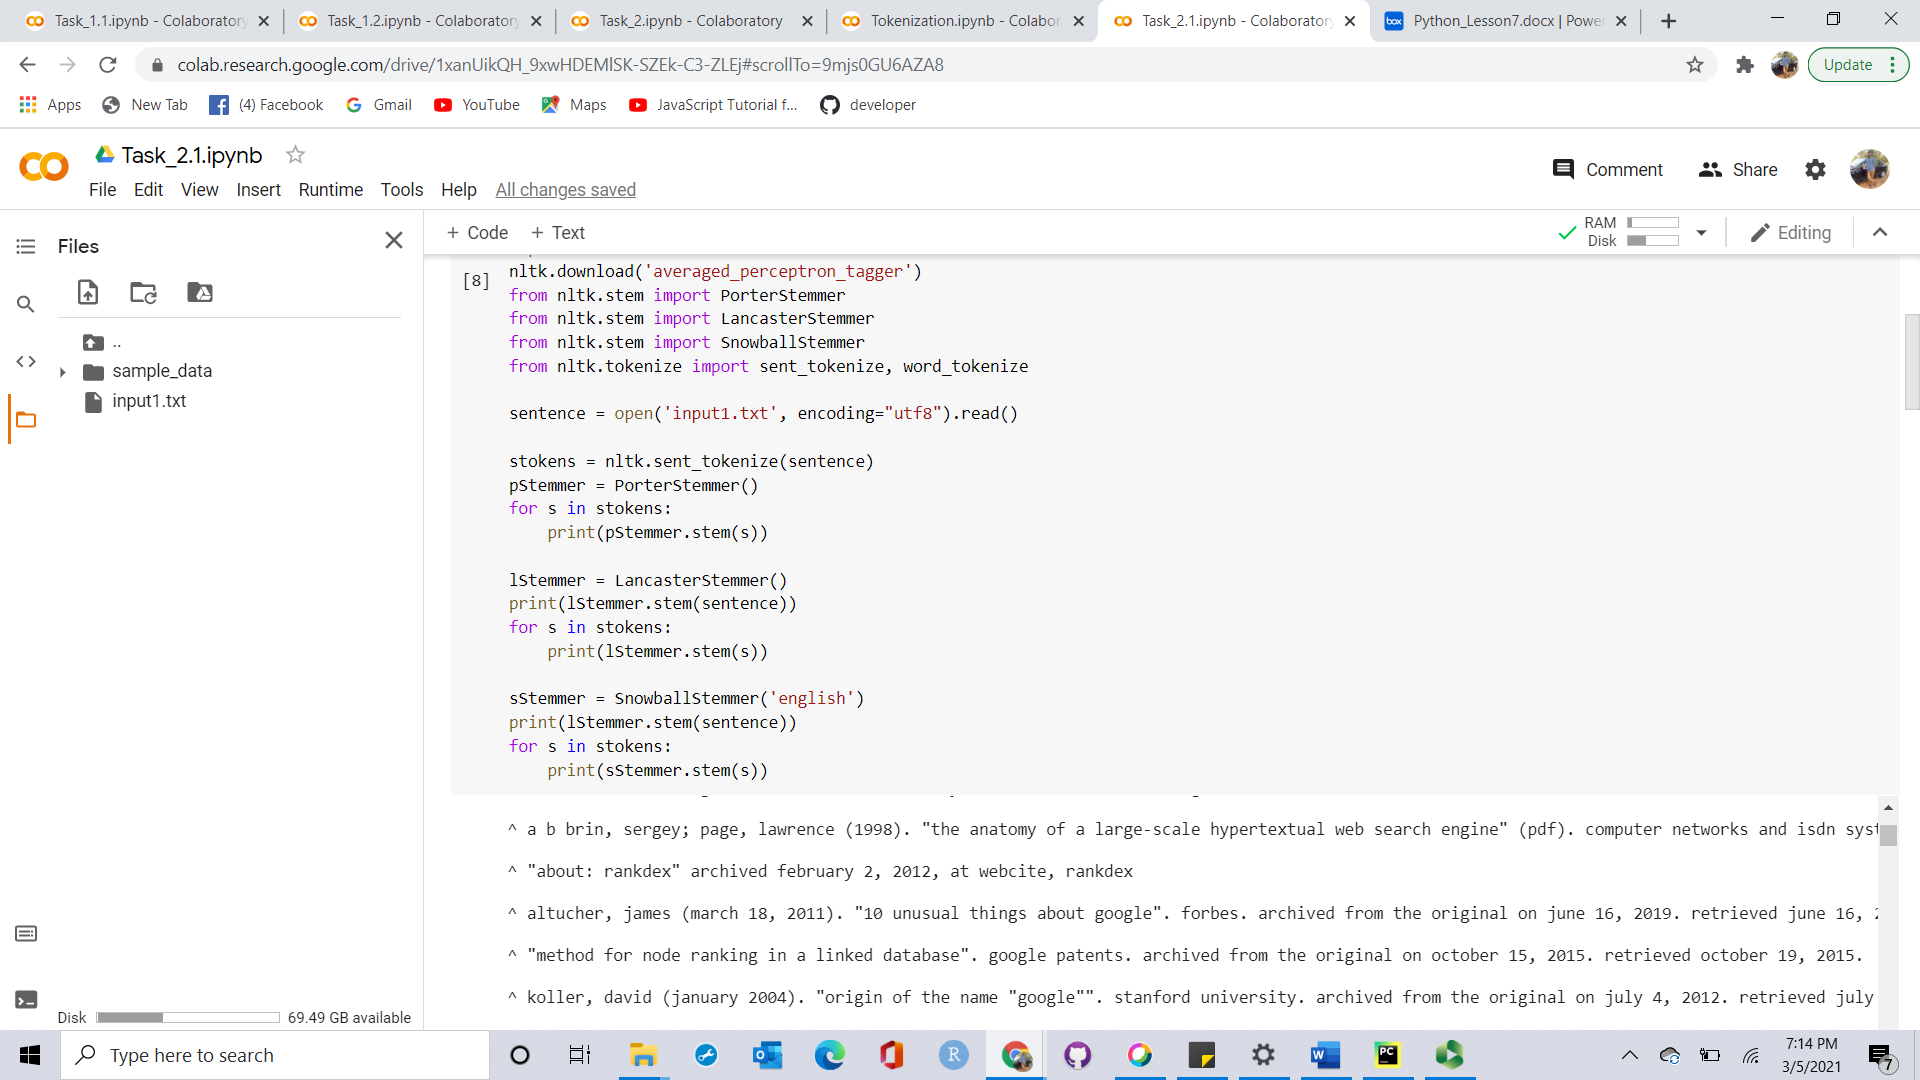 Task_1.1.ipynb - Colaboratory
Task_1.2.ipynb - Colaboratory
Task_2.ipynb - Colaboratory
Tokenization.ipynb - Colabor
Task_2.1.ipynb - Colaboratory
box Python_Lesson7.docx | Powe
colab.research.google.com/drive/1xanUikQH_9xwHDEMlSK-SZEk-C3-ZLEj#scrollTo=9mjs0GU6AZA8
Update
Apps
New Tab
(4) Facebook
Gmail
YouTube
Maps
JavaScript Tutorial f...
developer
Task_2.1.ipynb
Comment
Share
File Edit View Insert Runtime Tools Help All changes saved
Files
+ Code + Text
RAM
Disk
Editing
..
sample_data
input1.txt
[8]
nltk.download('averaged_perceptron_tagger')
from nltk.stem import PorterStemmer
from nltk.stem import LancasterStemmer
from nltk.stem import SnowballStemmer
from nltk.tokenize import sent_tokenize, word_tokenize
sentence = open('input1.txt', encoding="utf8").read()
stokens = nltk.sent_tokenize(sentence)
pStemmer = PorterStemmer()
for s in stokens:
print(pStemmer.stem(s))
lStemmer = LancasterStemmer()
print(lStemmer.stem(sentence))
for s in stokens:
print(lStemmer.stem(s))
sStemmer = SnowballStemmer('english')
print(lStemmer.stem(sentence))
for s in stokens:
print(sStemmer.stem(s))
^ a b brin, sergey; page, lawrence (1998). "the anatomy of a large-scale hypertextual web search engine" (pdf). computer networks and isdn syst
^ "about: rankdex" archived february 2, 2012, at webcite, rankdex
^ altucher, james (march 18, 2011). "10 unusual things about google". forbes. archived from the original on june 16, 2019. retrieved june 16, 2
^ "method for node ranking in a linked database". google patents. archived from the original on october 15, 2015. retrieved october 19, 2015.
^ koller, david (january 2004). "origin of the name "google"". stanford university. archived from the original on july 4, 2012. retrieved july
Disk
69.49 GB available
Type here to search
R
W
PC
7:14 PM
3/5/2021
7